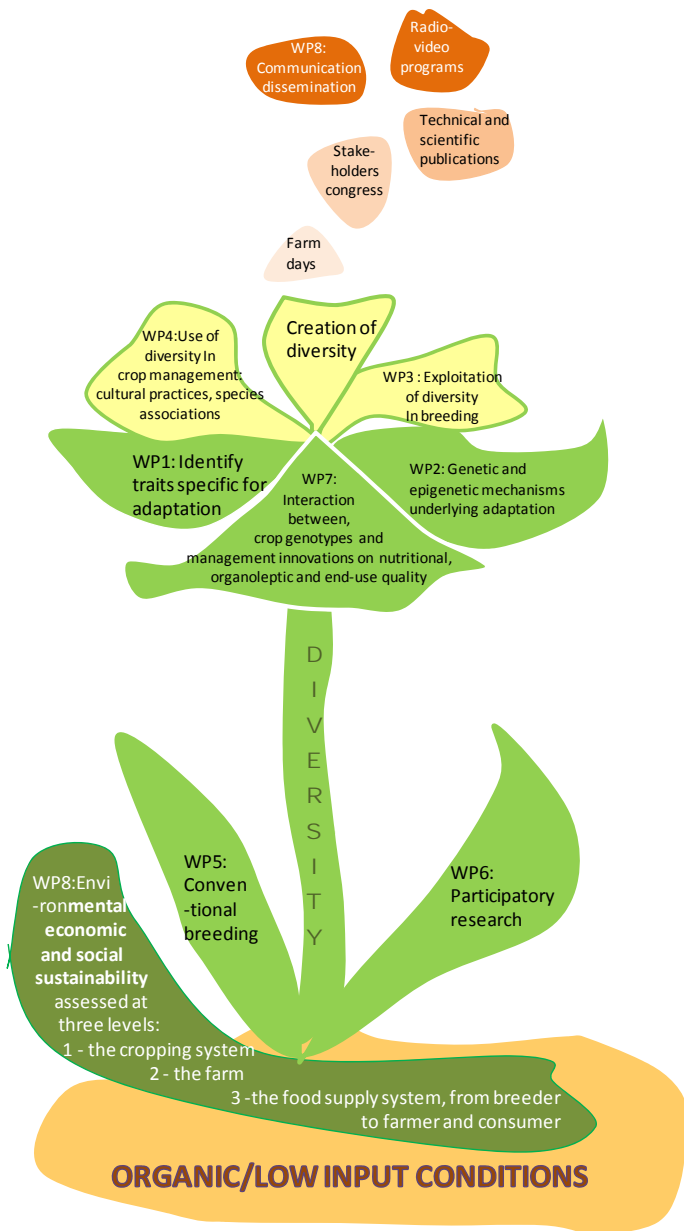 Radio-
video
programs
WP8:
Communication
dissemination
Technical and
scientific
publications
Stake-
holders
congress
Farm
days
Creation of
diversity
WP4:Use of
diversity In
crop management:
cultural practices, species
associations
WP3 : Exploitation
of diversity
In breeding
WP1: Identify
traits specific for
adaptation
WP2: Genetic and
epigenetic mechanisms
underlying adaptation
WP7:
Interaction
between,
crop genotypes and
management innovations on nutritional,
organoleptic and end-use quality
D
I
V
E
R
S
I
T
Y
WP5:
Conven
-tional
breeding
WP6:
Participatory
research
WP8:Envi
-ronmental
economic
and social
sustainability
assessed at
three levels:
1 - the cropping system
2 - the farm
3 -the food supply system, from breeder
to farmer and consumer
ORGANIC/LOW INPUT CONDITIONS